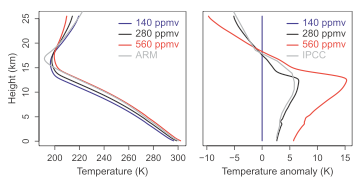 25
20
15
10
5
0
Height (km)
140 ppmv
280 ppmv
560 ppmv
ARM
200
220
240
260
280
300
Temperature (K)
140 ppmv
280 ppmv
560 ppmv
IPCC
−10
−5
0
5
10
15
Temperature anomaly (K)